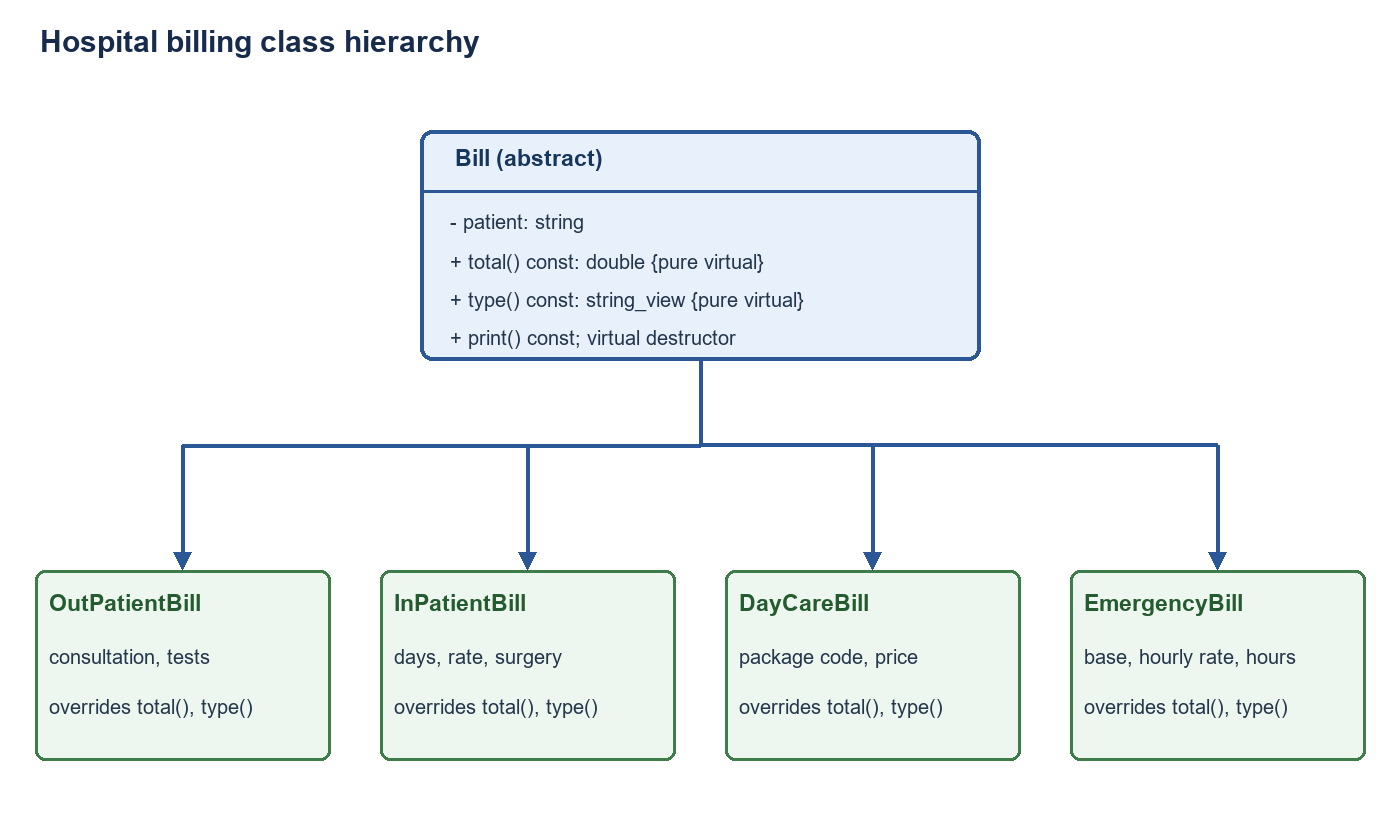 Hospital billing class hierarchy
Bill (abstract)
- patient: string
+ total() const: double {pure virtual}
+ type() const: string_view {pure virtual}
+ print() const; virtual destructor
OutPatientBill
consultation, tests
overrides total(), type()
InPatientBill
days, rate, surgery
overrides total(), type()
DayCareBill
package code, price
overrides total(), type()
EmergencyBill
base, hourly rate, hours
overrides total(), type()